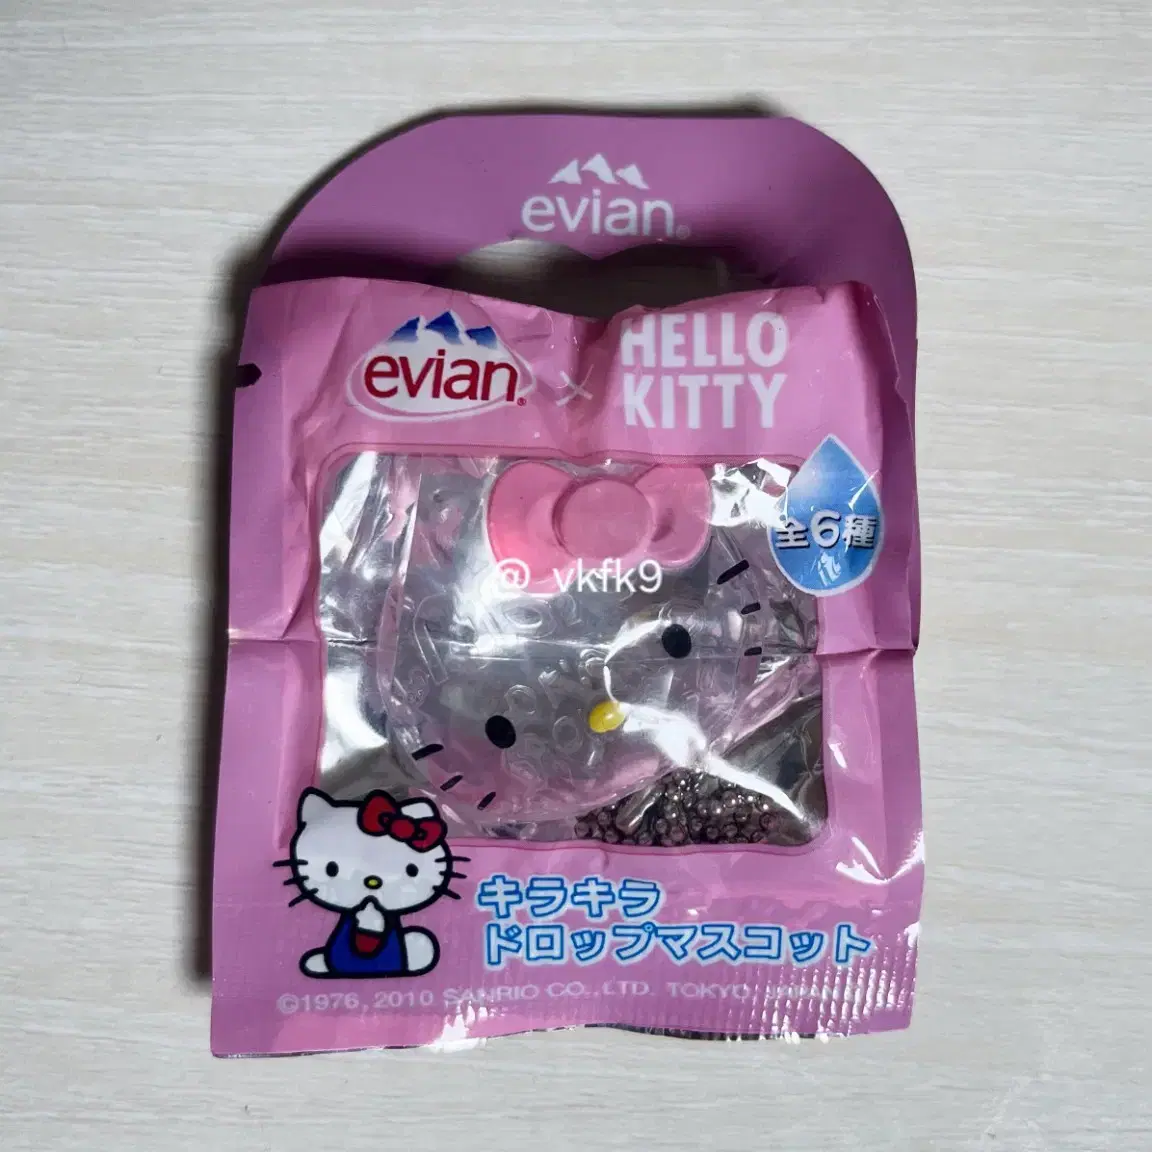 evian®
evian®
×
HELLO
KITTY
全6種
@_vkfk9
キラキラ
ドロップマスコット
©1976, 2010 SANRIO CO., LTD. TOKYO, JAPAN